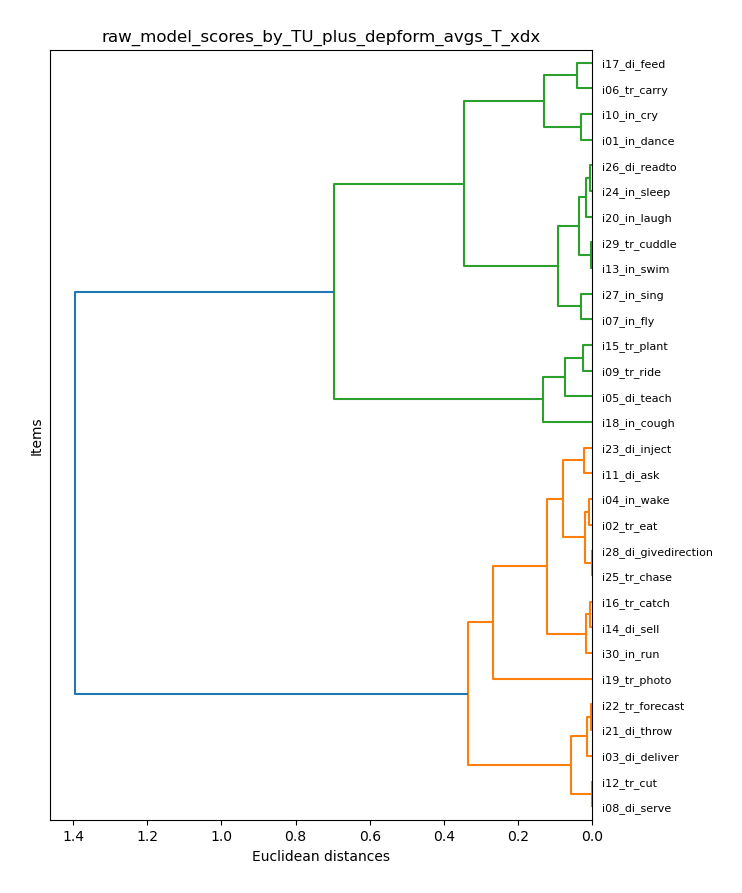 raw_model_scores_by_TU_plus_depform_avgs_T_xdx
i17_di_feed
i06_tr_carry
i10_in_cry
i01_in_dance
i26_di_readto
i24_in_sleep
i20_in_laugh
i29_tr_cuddle
i13_in_swim
i27_in_sing
i07_in_fly
i15_tr_plant
i09_tr_ride
i05_di_teach
i18_in_cough
i23_di_inject
i11_di_ask
i04_in_wake
i02_tr_eat
i28_di_givedirection
i25_tr_chase
i16_tr_catch
i14_di_sell
i30_in_run
i19_tr_photo
i22_tr_forecast
i21_di_throw
i03_di_deliver
i12_tr_cut
i08_di_serve
Items
1.4 1.2 1.0 0.8 0.6 0.4 0.2 0.0
Euclidean distances